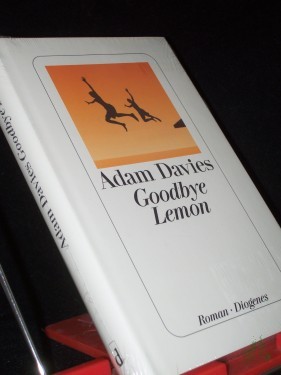 Adam Davies
Goodbye
Lemon
Roman · Diogenes
Adam Davies Goodbye